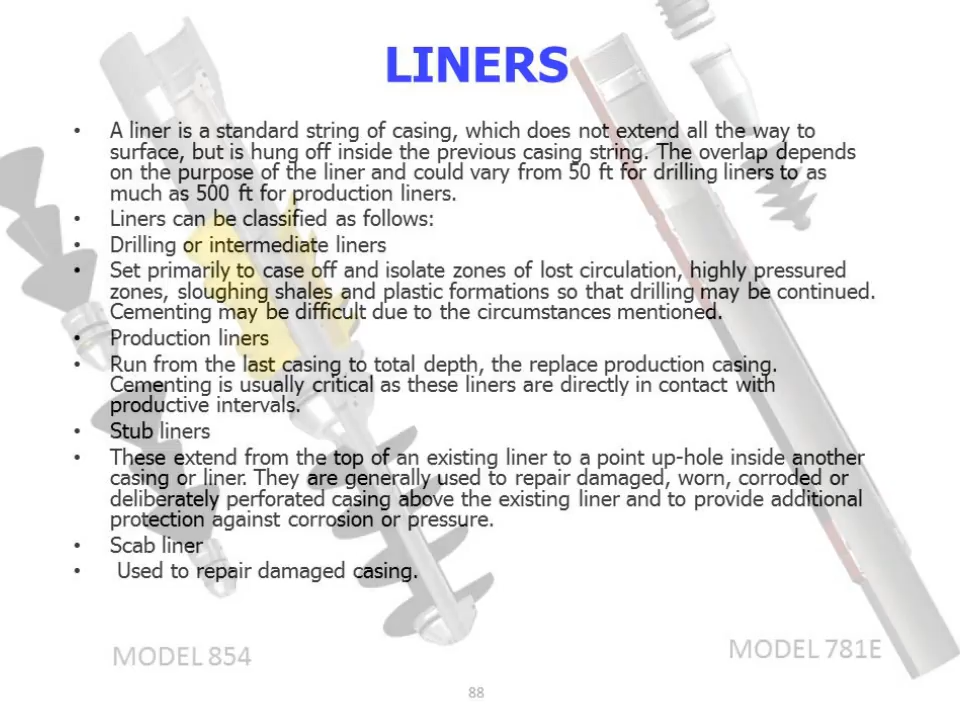 LINERS
• A liner is a standard string of casing, which does not extend all the way to
surface, but is hung off inside the previous casing string. The overlap depends
on the purpose of the liner and could vary from 50 ft for drilling liners to as
much as 500 ft for production liners.
• Liners can be classified as follows:
• Drilling or intermediate liners
• Set primarily to case off and isolate zones of lost circulation, highly pressured
zones, sloughing shales and plastic formations so that drilling may be continued.
Cementing may be difficult due to the circumstances mentioned.
• Production liners
• Run from the last casing to total depth, the replace production casing.
Cementing is usually critical as these liners are directly in contact with
productive intervals.
• Stub liners
• These extend from the top of an existing liner to a point up-hole inside another
casing or liner. They are generally used to repair damaged, worn, corroded or
deliberately perforated casing above the existing liner and to provide additional
protection against corrosion or pressure.
• Scab liner
• Used to repair damaged casing.
MODEL 854
MODEL 781E
88